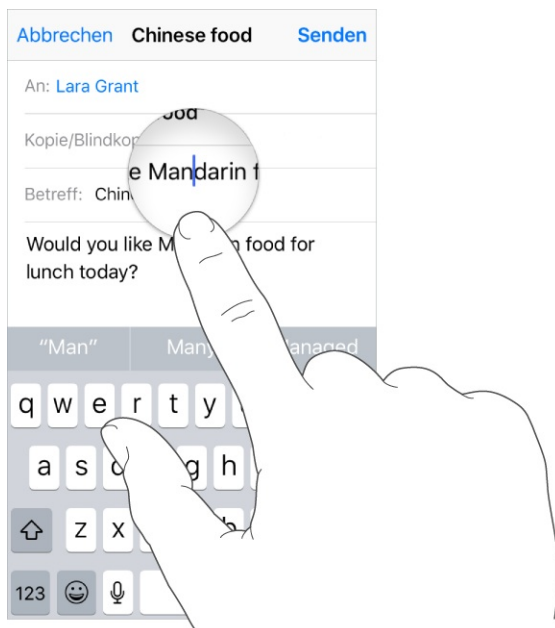 Abbrechen Chinese food Senden
An: Lara Grant
Kopie/Blindkop
e Mandarin f
Betreff: Chin
Would you like M n food for
lunch today?
"Man" Many anaged
q w e r t y
a s d g h
z x b
123